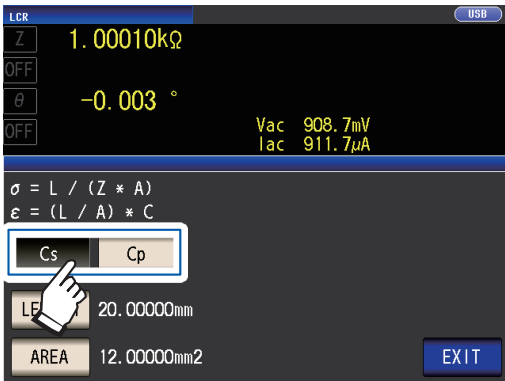 LCR USB
Z 1.00010kΩ
OFF
θ -0.003 °
OFF
Vac 908.7mV
Iac 911.7μA
σ = L / (Z * A)
ε = (L / A) * C
Cs Cp
20.00000mm
AREA 12.00000mm2
EXIT